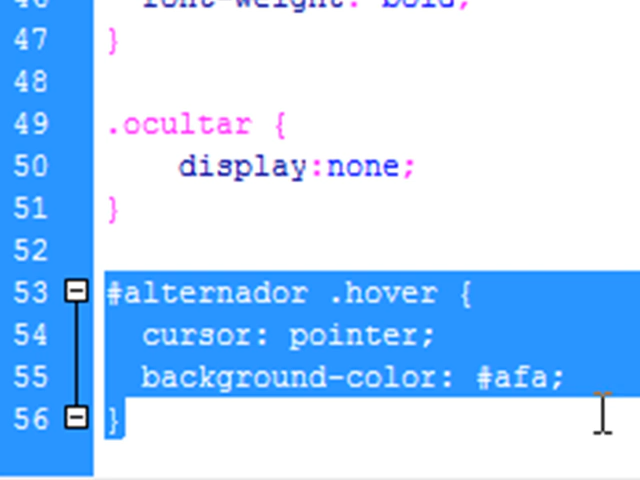 46 font-weight: bold;
47 }
48
49 .ocultar {
50 display:none;
51 }
52
53 #alternador .hover {
54 cursor: pointer;
55 background-color: #afa;
56 }